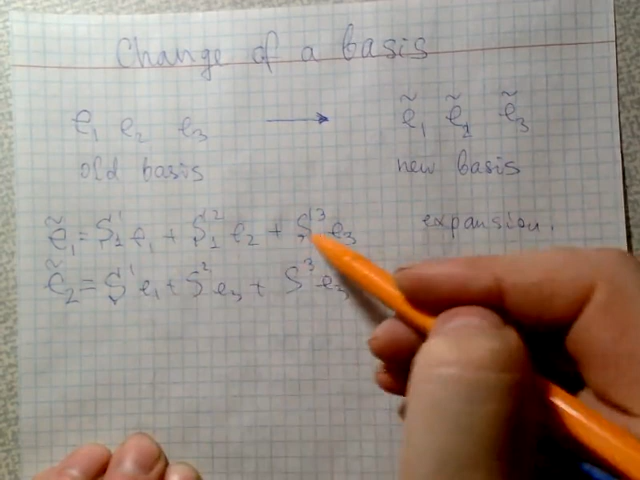 Change of a basis
e₁ e₂ e₃ → ẽ₁ ẽ₂ ẽ₃
old basis new basis
ẽ₁ = S₁¹ e₁ + S₁² e₂ + S₁³ e₃ expansion.
ẽ₂ = S¹ e₁ + S² e₃ + S³ e₃